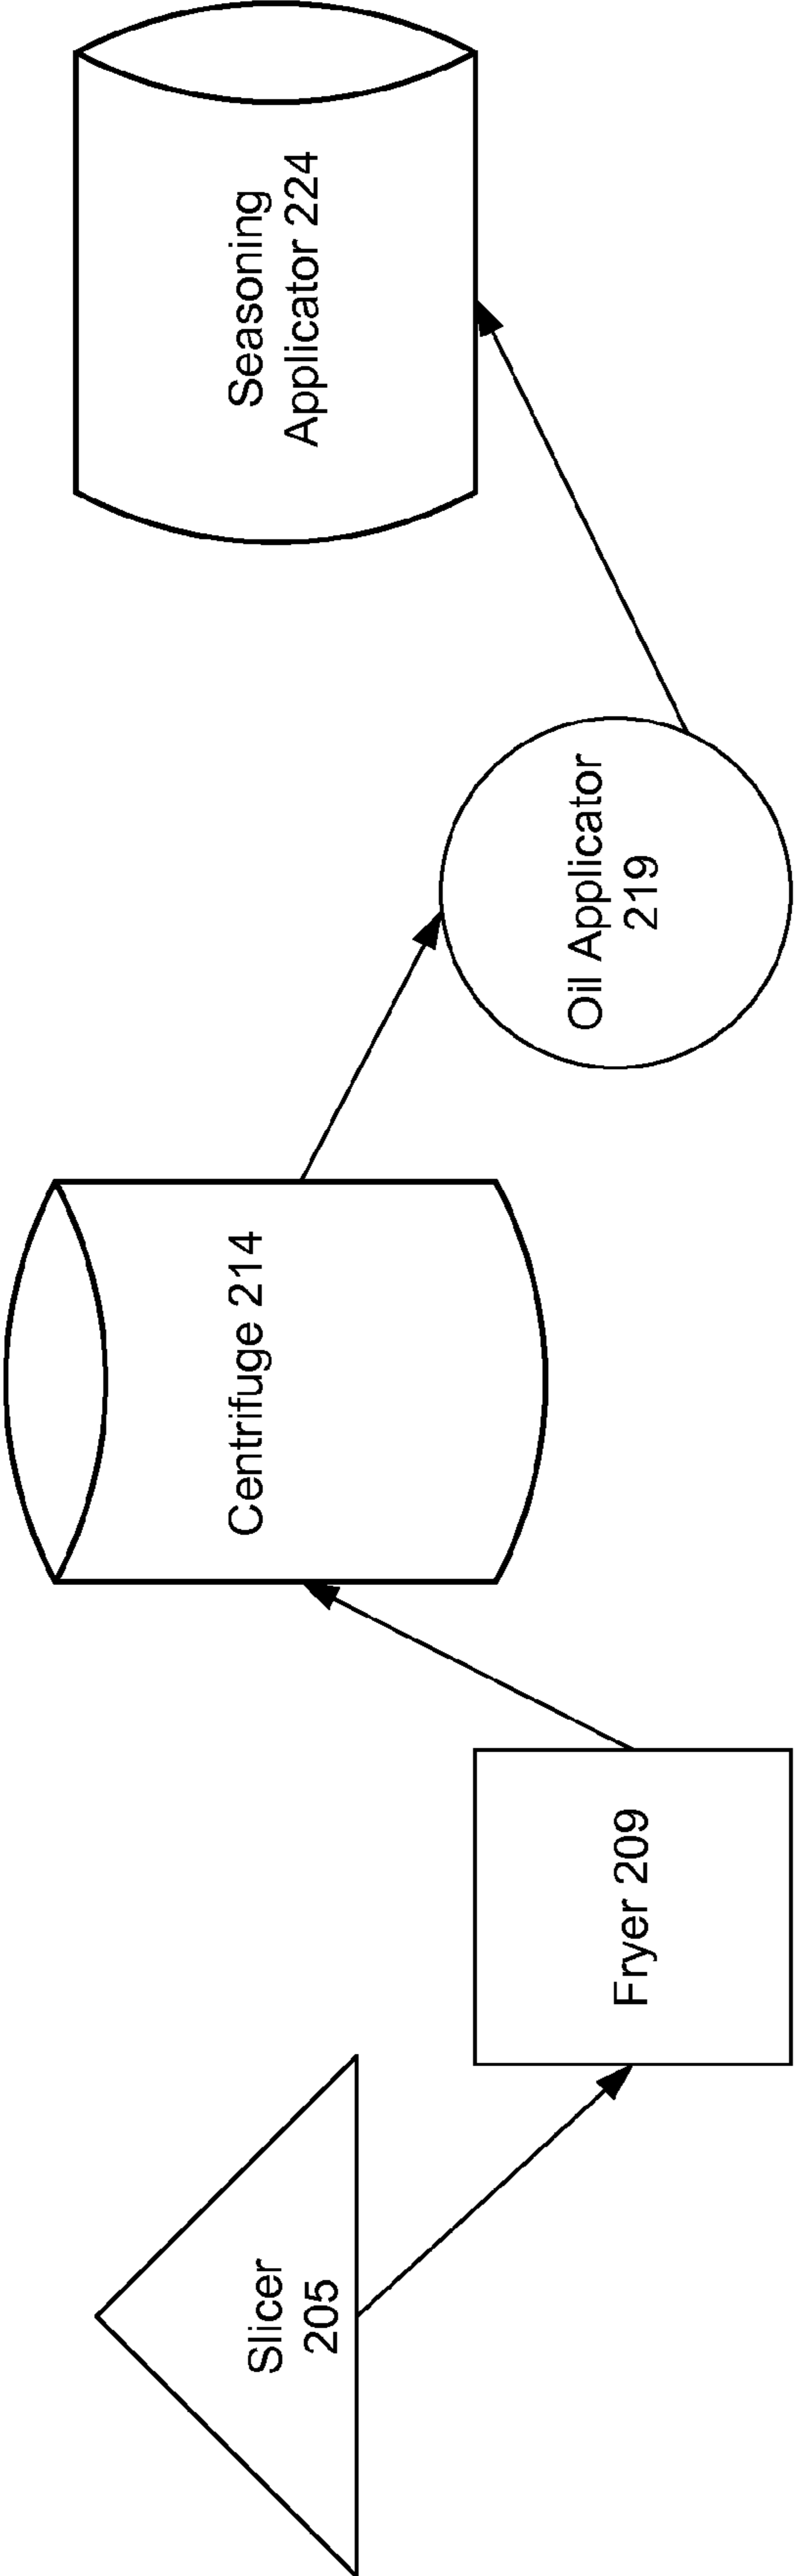 Slicer
205
Fryer 209
Centrifuge 214
Oil Applicator
219
Seasoning
Applicator 224